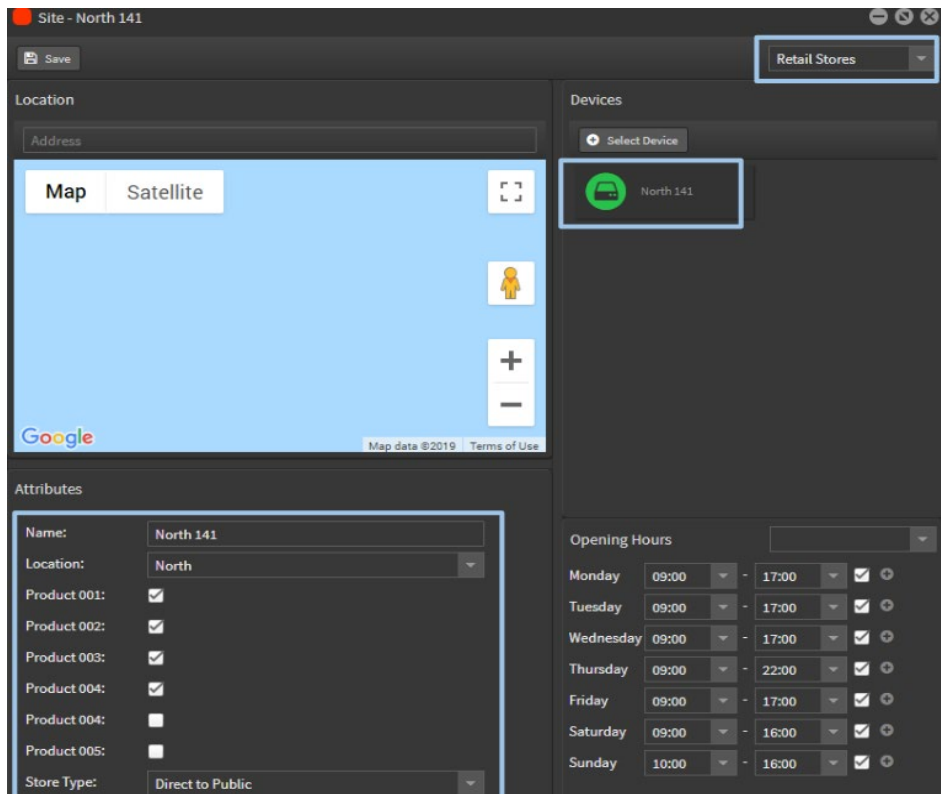 Site - North 141
Save
Retail Stores
Location
Address
Map Satellite
Google
Map data ©2019 Terms of Use
Attributes
Name: North 141
Location: North
Product 001:
Product 002:
Product 003:
Product 004:
Product 004:
Product 005:
Store Type: Direct to Public
Devices
Select Device
North 141
Opening Hours
Monday 09:00 - 17:00
Tuesday 09:00 - 17:00
Wednesday 09:00 - 17:00
Thursday 09:00 - 22:00
Friday 09:00 - 17:00
Saturday 09:00 - 16:00
Sunday 10:00 - 16:00